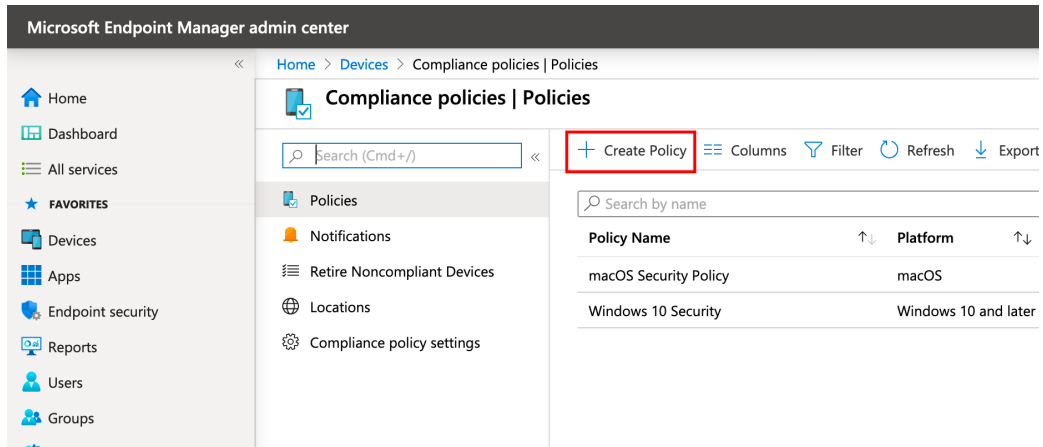 Microsoft Endpoint Manager admin center
«
Home > Devices > Compliance policies | Policies
Compliance policies | Policies
Home
Dashboard
All services
FAVORITES
Devices
Apps
Endpoint security
Reports
Users
Groups
Search (Cmd+/)
«
Policies
Notifications
Retire Noncompliant Devices
Locations
Compliance policy settings
+ Create Policy Columns Filter Refresh Export
Search by name
Policy Name ↑↓ Platform ↑↓
macOS Security Policy macOS
Windows 10 Security Windows 10 and later